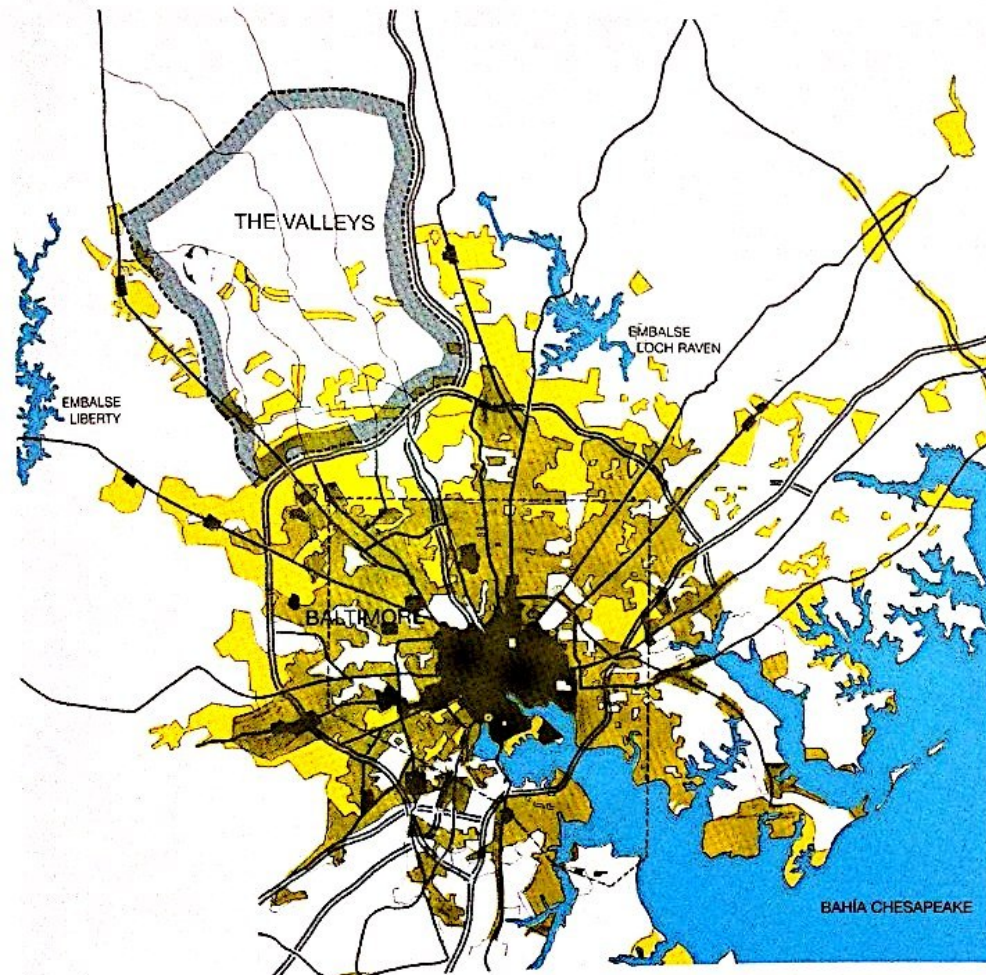 THE VALLEYS
EMBALSE
LOCH RAVEN
EMBALSE
LIBERTY
BALTIMORE
BAHÍA CHESAPEAKE